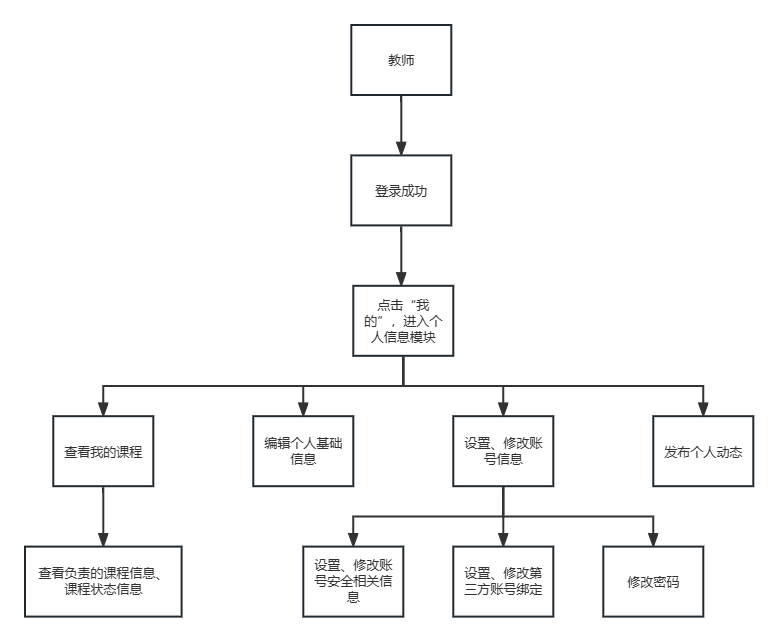 教师
登录成功
点击“我
的”，进入个
人信息模块
查看我的课程
编辑个人基础
信息
设置、修改账
号信息
发布个人动态
查看负责的课程信息、
课程状态信息
设置、修改账
号安全相关信
息
设置、修改第
三方账号绑定
修改密码